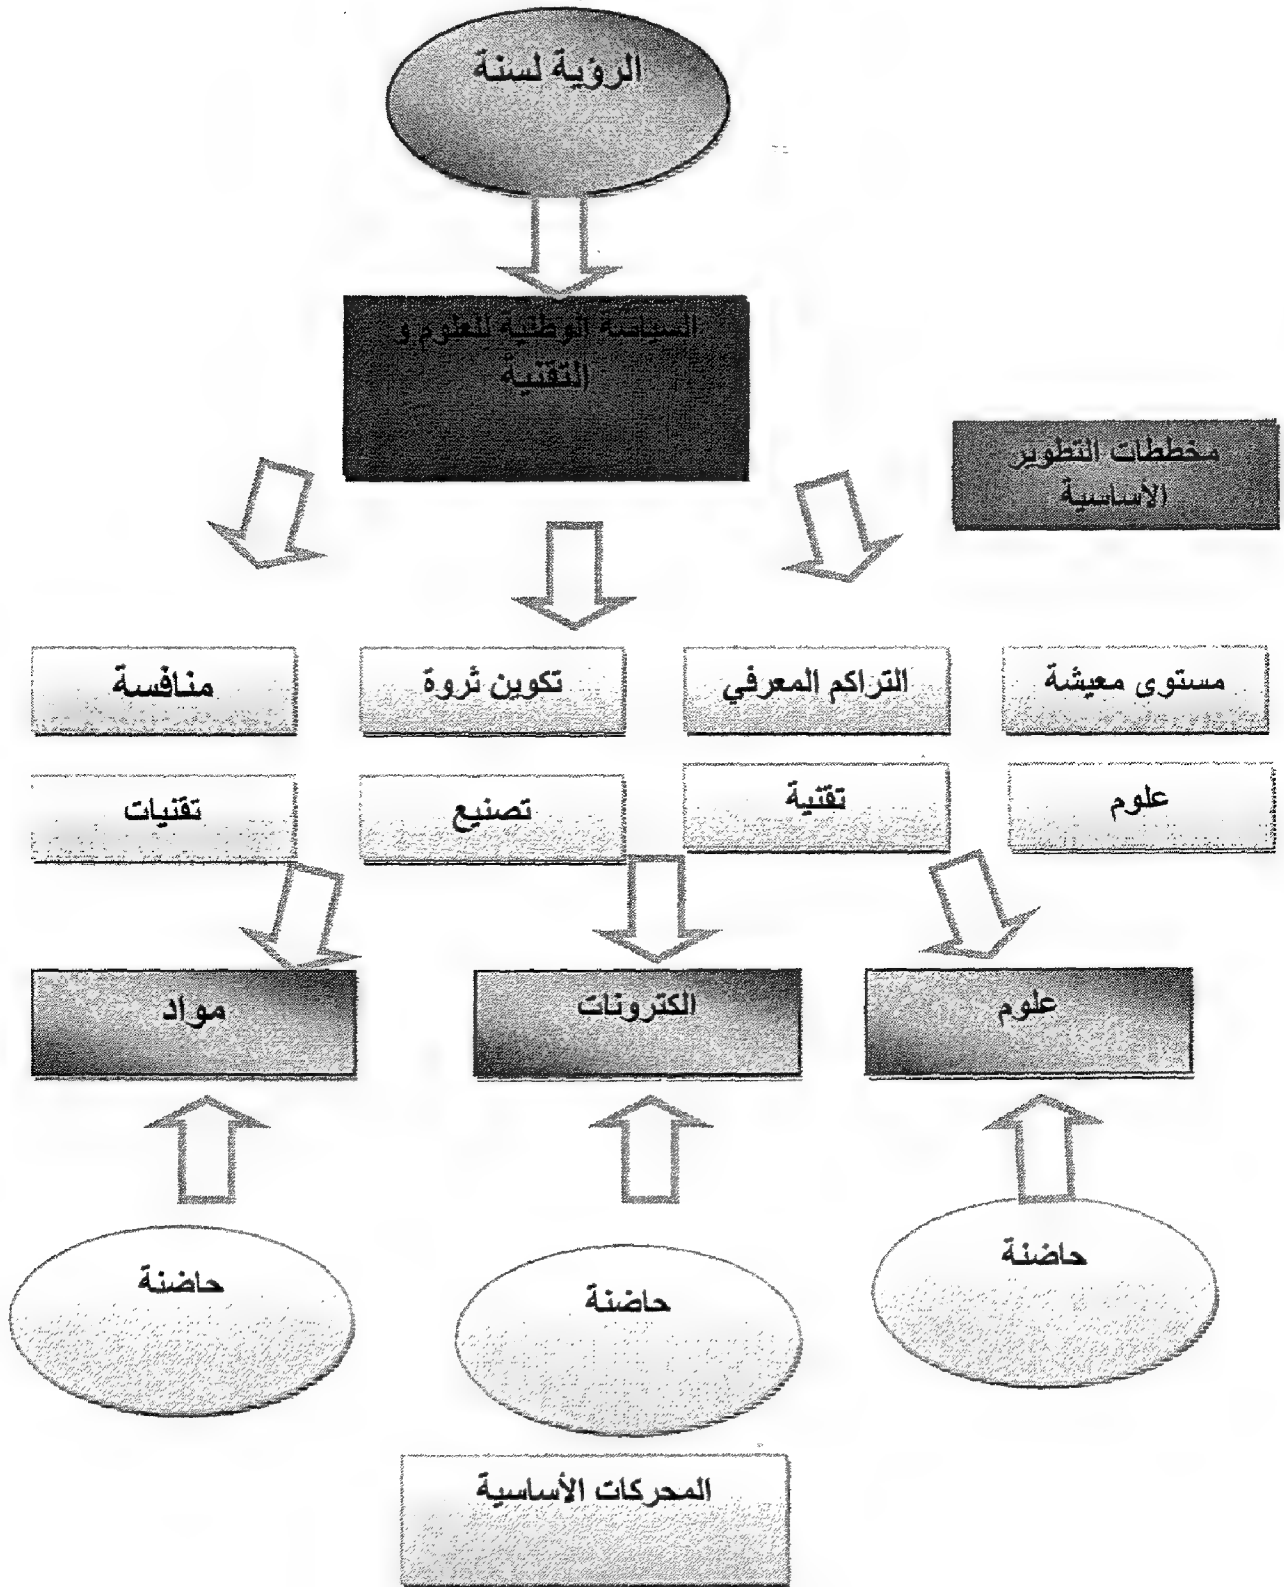 الرؤية لسنة
السياسة الوطنية للعلوم و
التقنية
مخططات التطوير
الاساسية
مستوى معيشة
التراكم المعرفي
تكوين ثروة
منافسة
علوم
تقنية
تصنيع
تقنيات
علوم
الكترونات
مواد
حاضنة
حاضنة
حاضنة
المحركات الأساسية